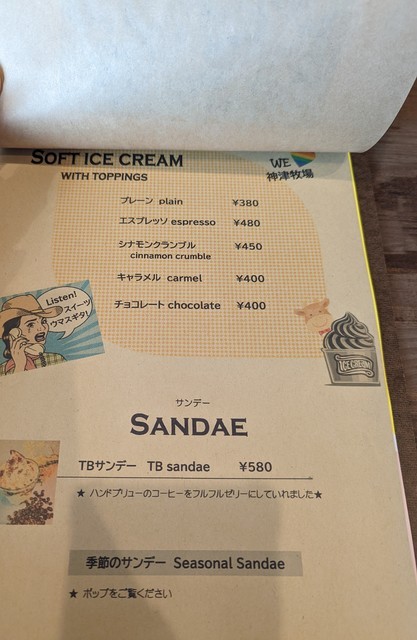 SOFT ICE CREAM
WE
神津牧場
WITH TOPPINGS
プレーン plain ¥380
エスプレッソ espresso ¥480
シナモンクランブル ¥450
cinnamon crumble
キャラメル carmel ¥400
チョコレート chocolate ¥400
Listen!
スイーツ
ウマスギタ!
ICE CREAM
サンデー
SANDAE
TBサンデー TB sandae ¥580
★ ハンドブリューのコーヒーをフルフルゼリーにしていれました★
季節のサンデー Seasonal Sandae
★ ポップをご覧ください